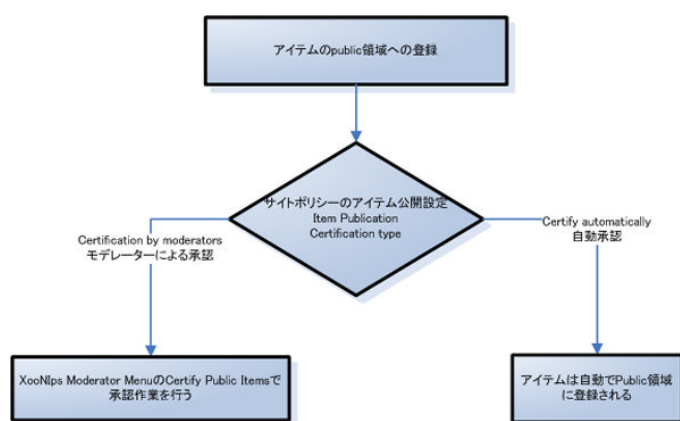 アイテムのpublic領域への登録
サイトポリシーのアイテム公開設定
Item Publication
Certification type
Certification by moderators
モデレーターによる承認
Certify automatically
自動承認
XooNIps Moderator MenuのCertify Public Itemsで
承認作業を行う
アイテムは自動でPublic領域
に登録される